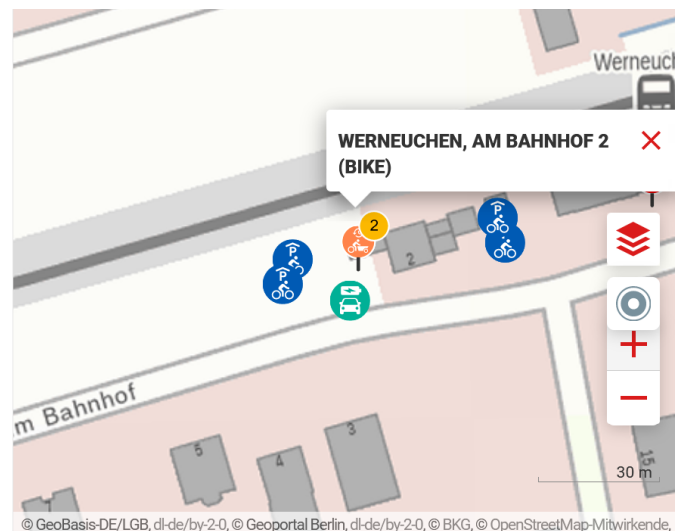 Werneuch
WERNEUCHEN, AM BAHNHOF 2
(BIKE)
2
P
P
P
2
m Bahnhof
5
4
3
15
30 m
© GeoBasis-DE/LGB, dl-de/by-2-0, © Geoportal Berlin, dl-de/by-2-0, © BKG, © OpenStreetMap-Mitwirkende,